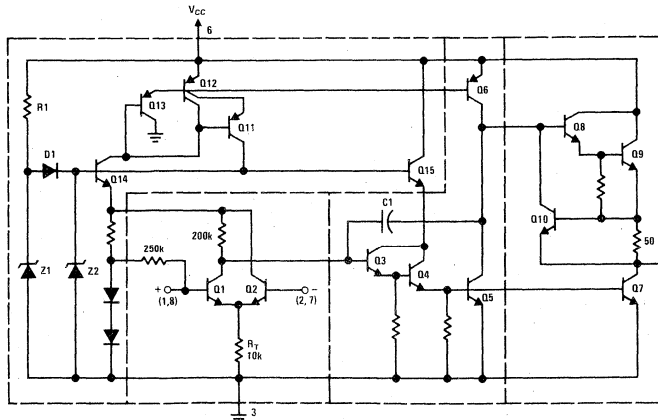 VCC
6
Q12
Q13
Q6
R1
Q11
Q8
D1
Q9
Q14
Q15
C1
Q10
200k
50
250k
Q3
Q4
Z1
Z2
+
Q1
Q2
−
Q5
Q7
(1,8)
(2, 7)
RT
10k
3